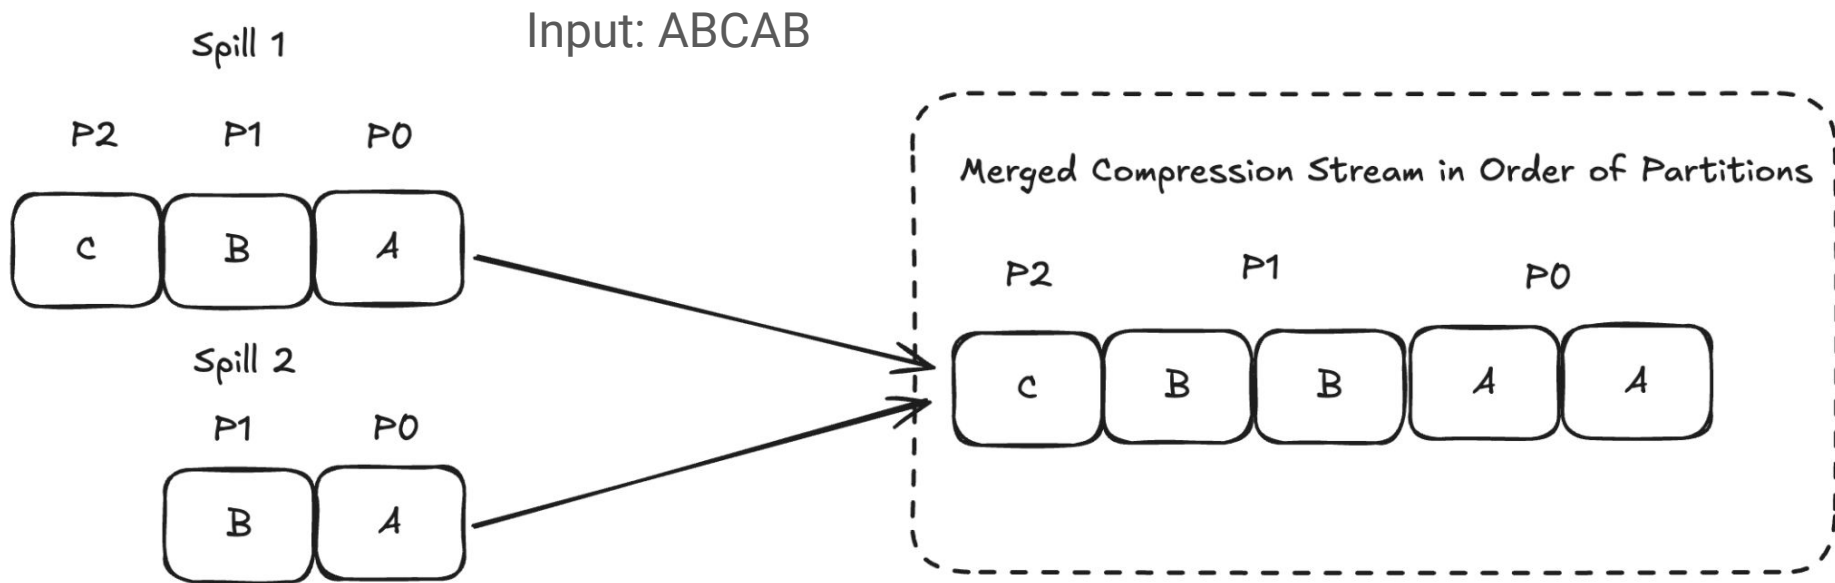 Input: ABCAB
Spill 1
P2 P1 P0
C B A
Spill 2
P1 P0
B A
Merged Compression Stream in Order of Partitions
P2 P1 P0
C B B A A